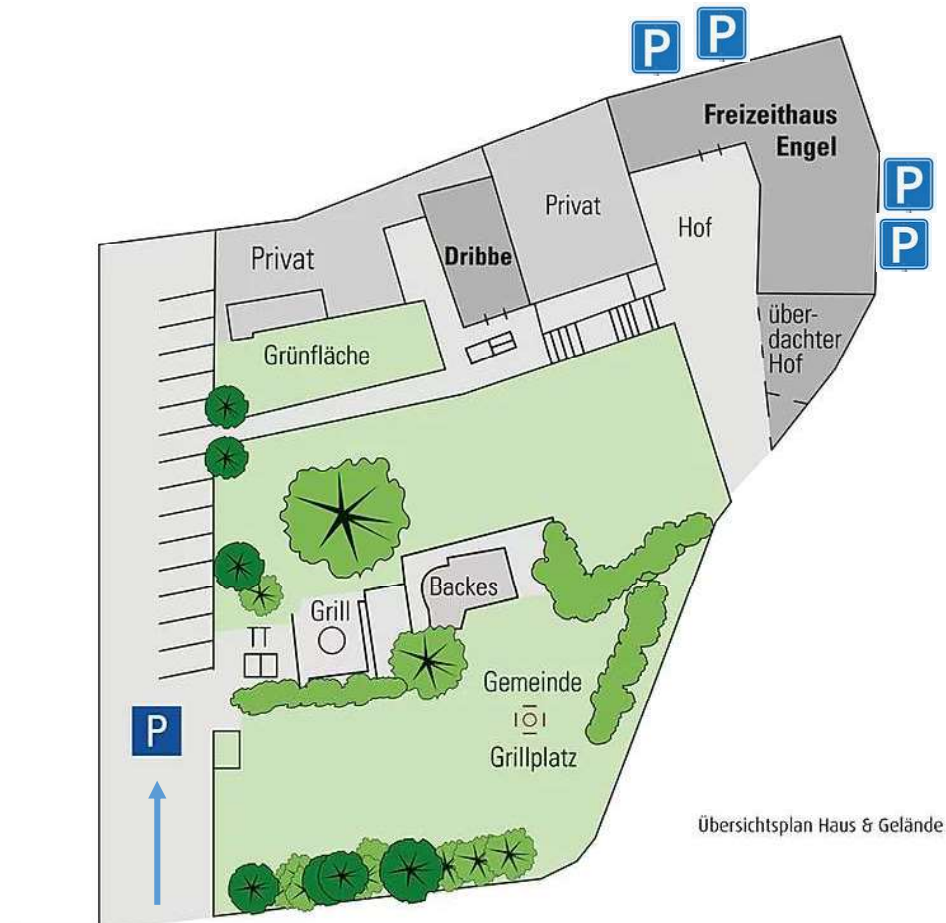 P
P
Freizeithaus
Engel
P
P
Privat
Hof
Dribbe
Privat
über-
dachter
Hof
Grünfläche
Backes
Grill
TT
Gemeinde
Grillplatz
P
Übersichtsplan Haus & Gelände